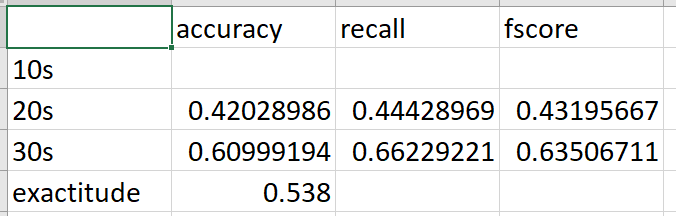 accuracy recall fscore
10s
20s 0.42028986 0.44428969 0.43195667
30s 0.60999194 0.66229221 0.63506711
exactitude 0.538